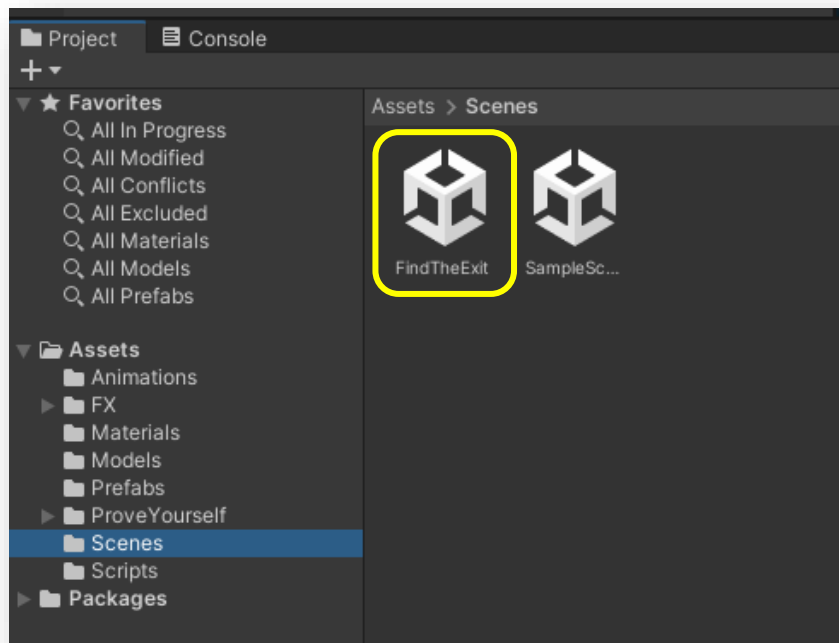 Project
Console
Favorites
All In Progress
All Modified
All Conflicts
All Excluded
All Materials
All Models
All Prefabs
Assets
Animations
FX
Materials
Models
Prefabs
ProveYourself
Scenes
Scripts
Packages
Assets > Scenes
FindTheExit
SampleSc...